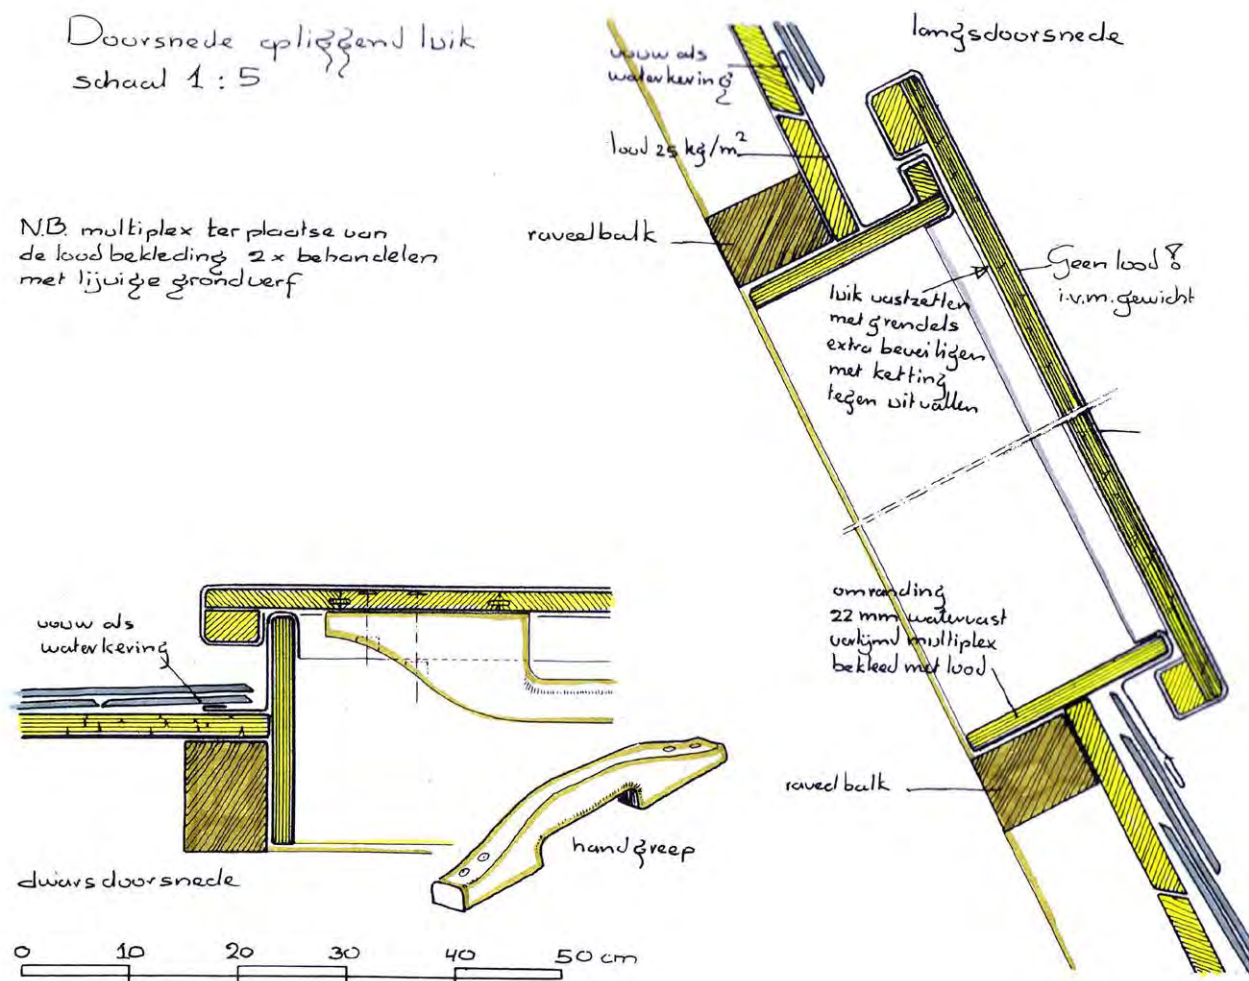 Doorsnede opliggend luik
schaal 1 : 5
N.B. multiplex ter plaatse van
de loodbekleding 2x behandelen
met lijvige grondverf
langsdoorsnede
vouw als
waterkering
lood 25 kg/m²
raveelbalk
Geen lood !
i.v.m. gewicht
luik vastzetten
met grendels
extra beveiligen
met ketting
tegen uitvallen
omranding
22 mm watervast
verlijmd multiplex
bekleed met lood
raveelbalk
vouw als
waterkering
handgreep
dwarsdoorsnede
0 10 20 30 40 50 cm